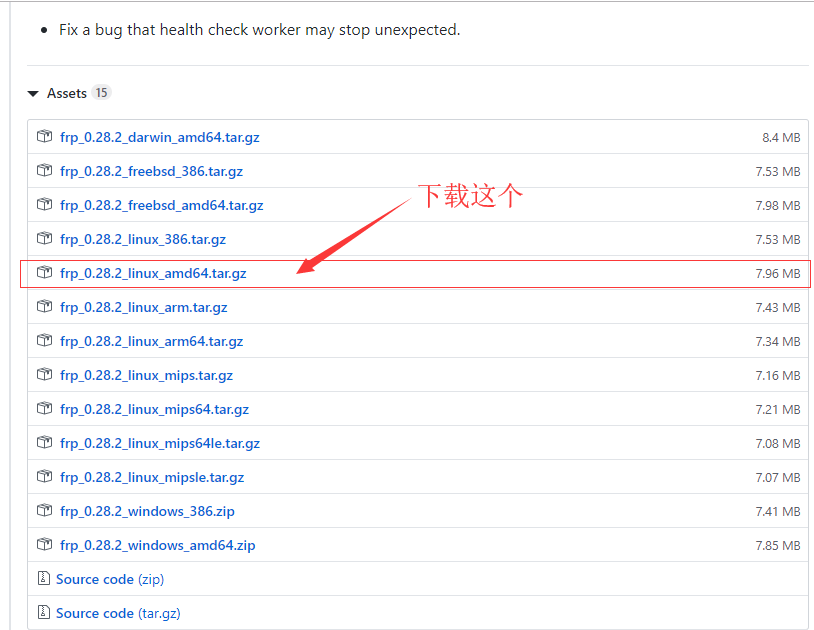 Fix a bug that health check worker may stop unexpected.
Assets 15
frp_0.28.2_darwin_amd64.tar.gz 8.4 MB
frp_0.28.2_freebsd_386.tar.gz 7.53 MB
下载这个
frp_0.28.2_freebsd_amd64.tar.gz 7.98 MB
frp_0.28.2_linux_386.tar.gz 7.53 MB
frp_0.28.2_linux_amd64.tar.gz 7.96 MB
frp_0.28.2_linux_arm.tar.gz 7.43 MB
frp_0.28.2_linux_arm64.tar.gz 7.34 MB
frp_0.28.2_linux_mips.tar.gz 7.16 MB
frp_0.28.2_linux_mips64.tar.gz 7.21 MB
frp_0.28.2_linux_mips64le.tar.gz 7.08 MB
frp_0.28.2_linux_mipsle.tar.gz 7.07 MB
frp_0.28.2_windows_386.zip 7.41 MB
frp_0.28.2_windows_amd64.zip 7.85 MB
Source code (zip)
Source code (tar.gz)